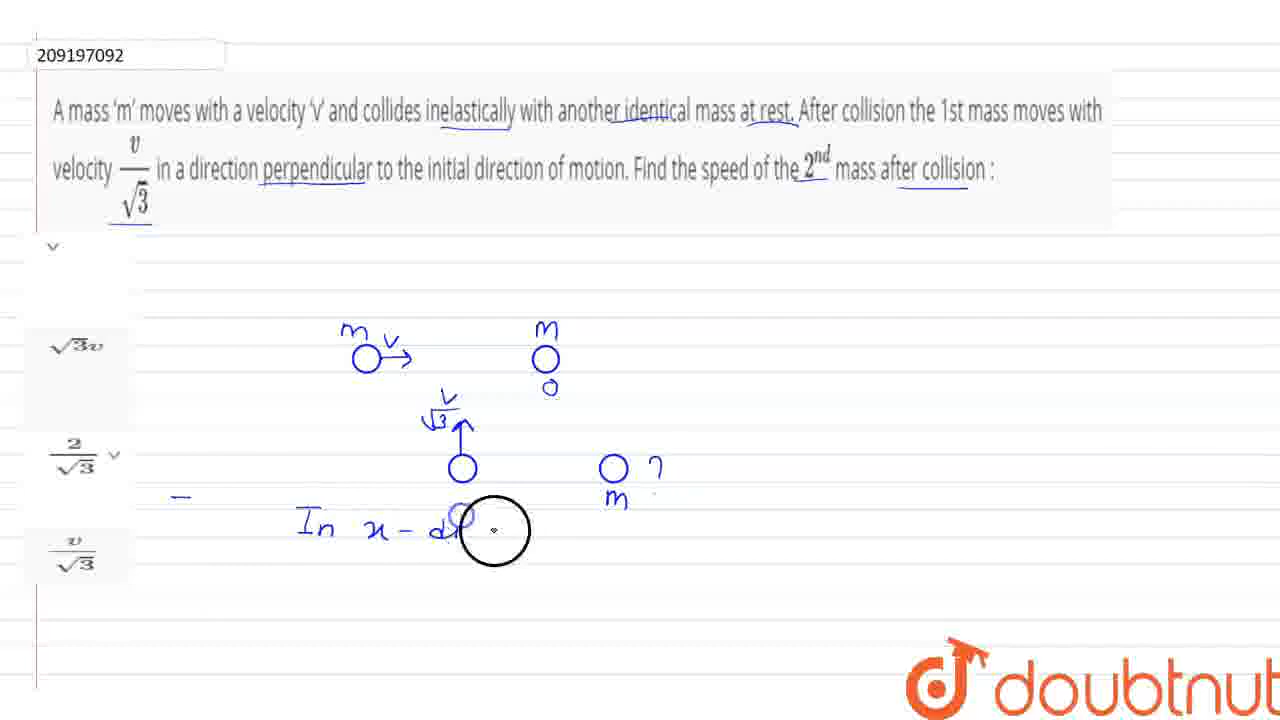 209197092
A mass 'm' moves with a velocity 'v' and collides inelastically with another identical mass at rest. After collision the 1st mass moves with
velocity v/√3 in a direction perpendicular to the initial direction of motion. Find the speed of the 2^nd mass after collision :
v
√3v
2/√3 v
v/√3
m v m
0
v/√3
?
m
In x - di
doubtnut